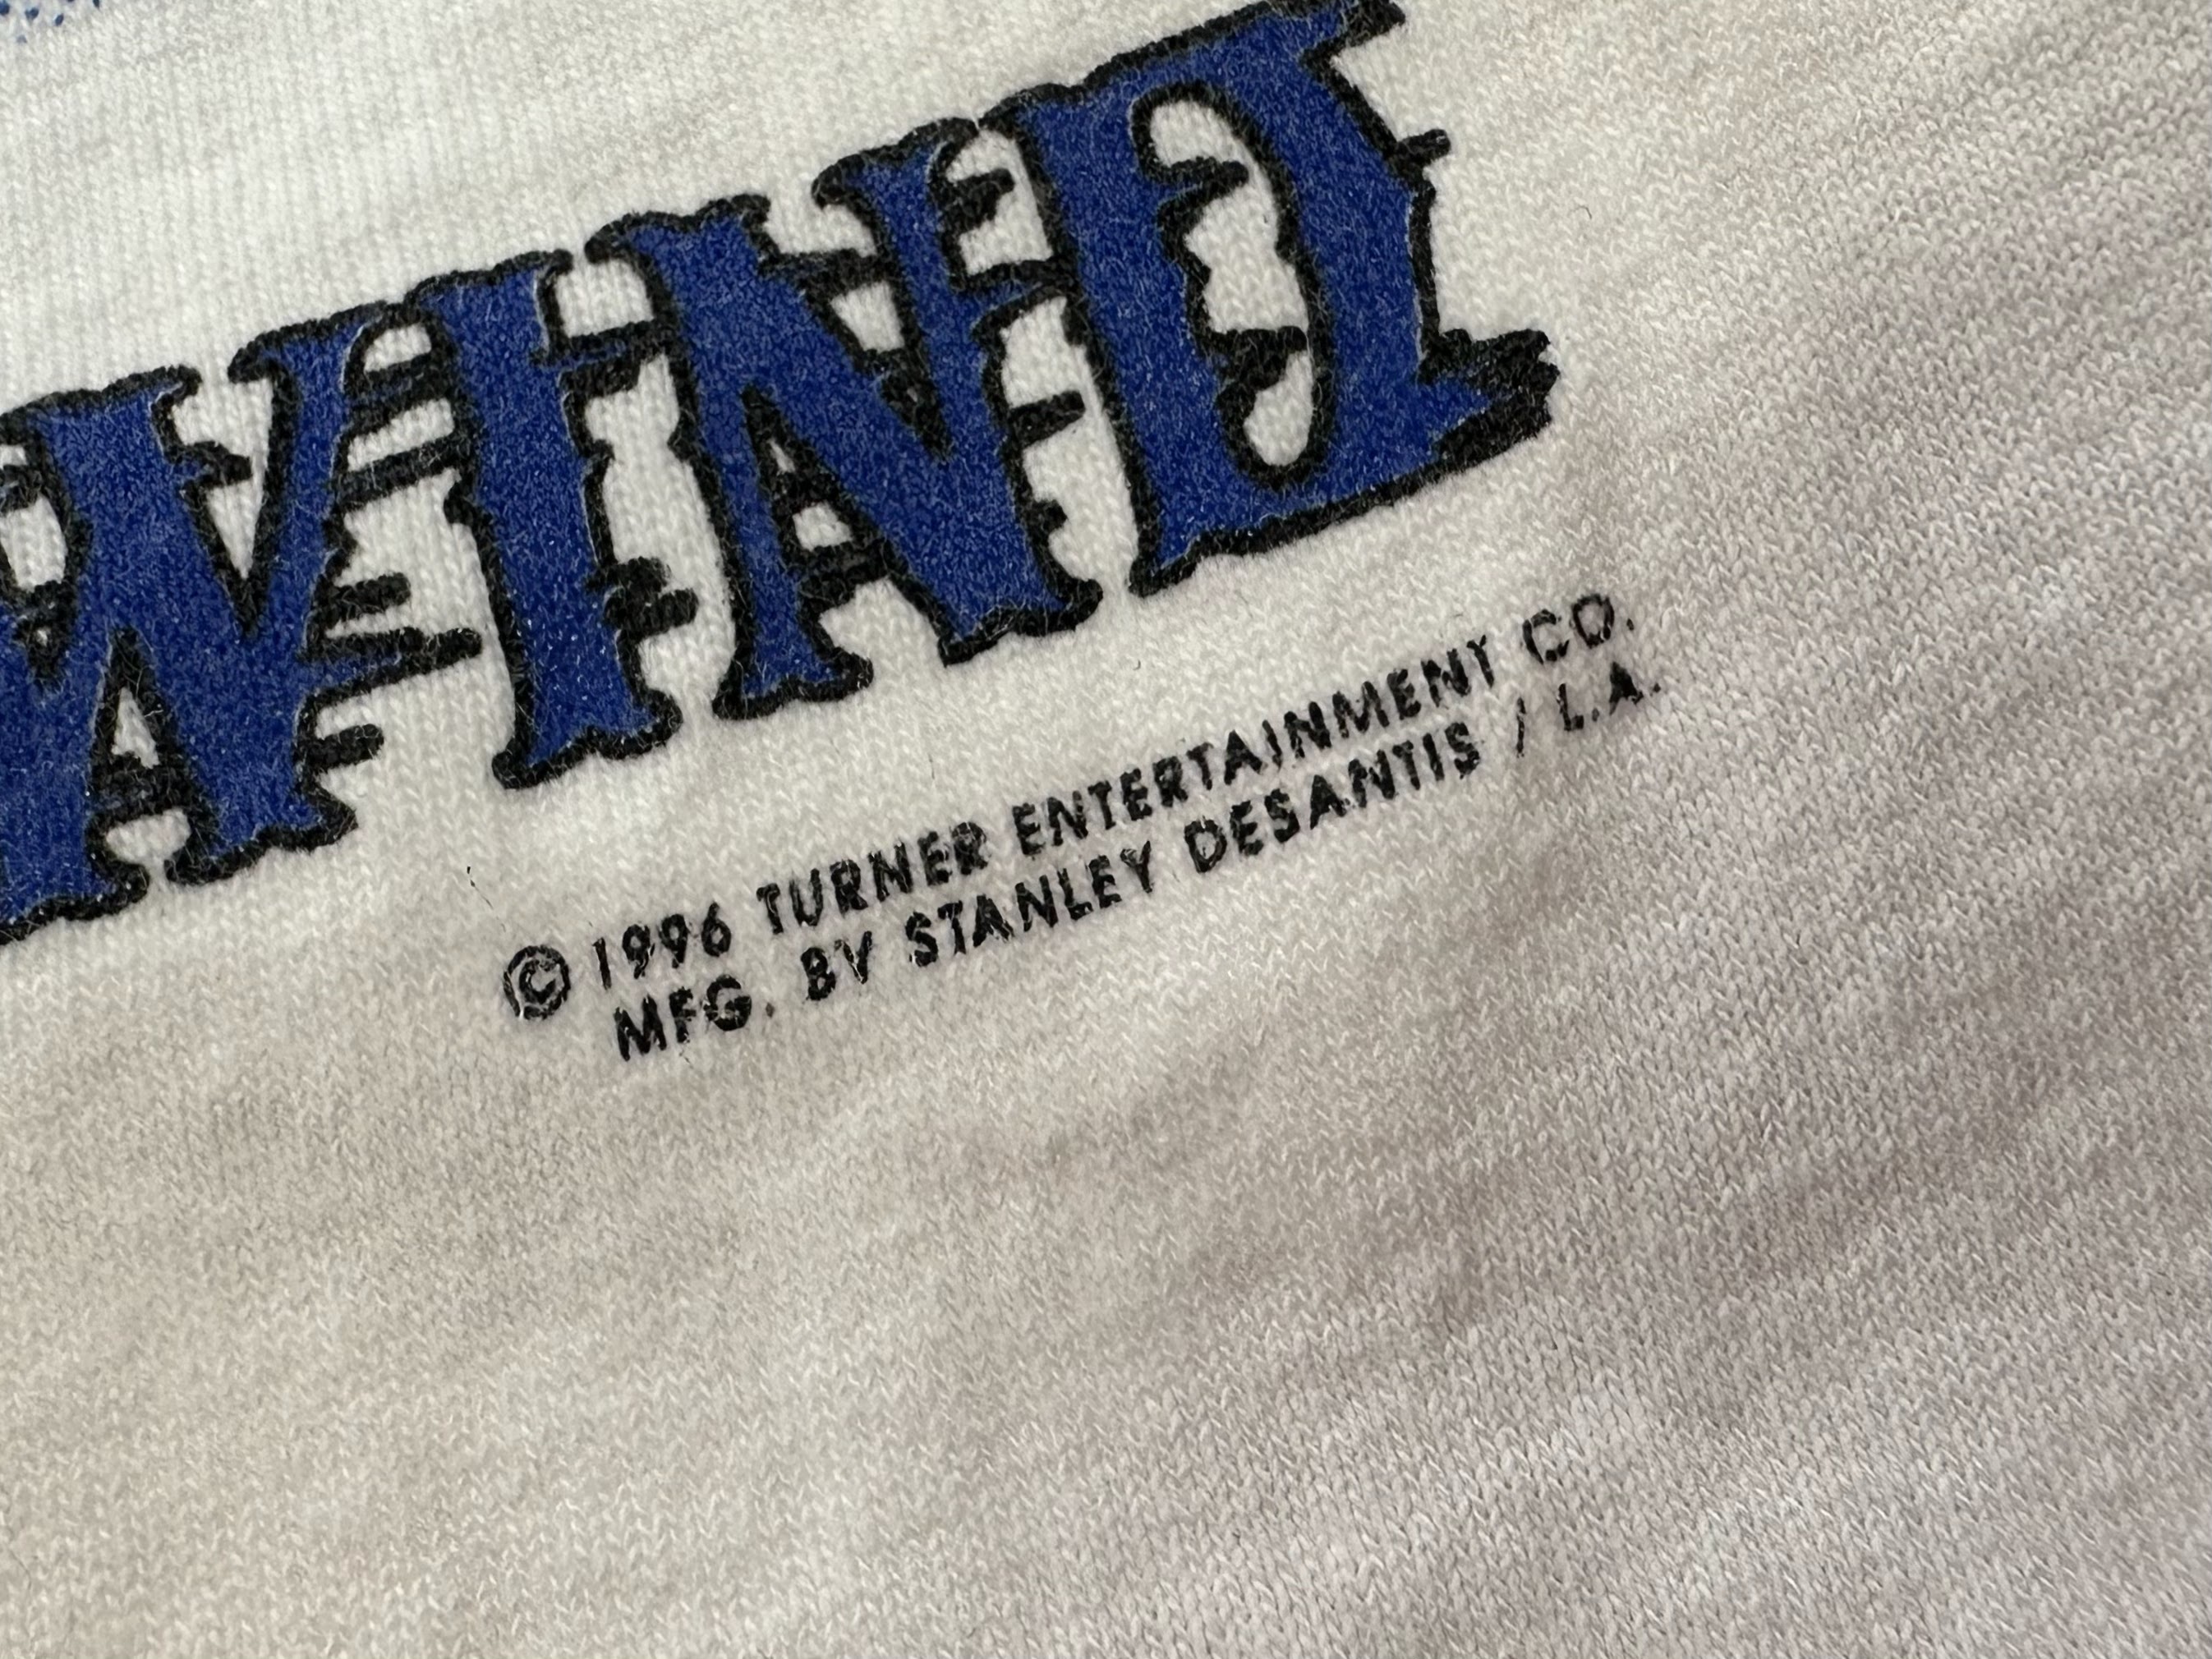 WIND
© 1996 TURNER ENTERTAINMENT CO.
MFG. BY STANLEY DESANTIS / L.A.